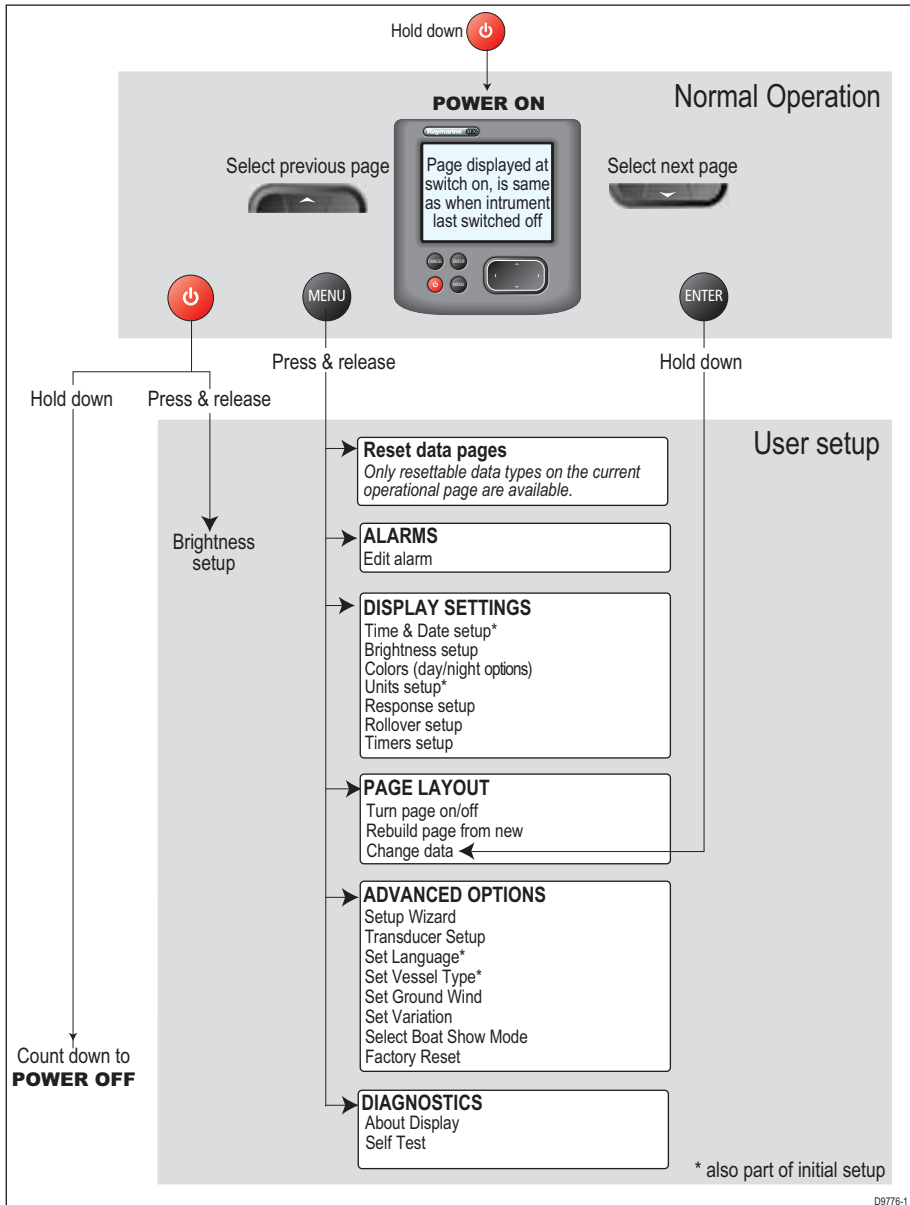 Hold down
POWER ON
Normal Operation
Raymarine ST70
Select previous page
Page displayed at
switch on, is same
as when intrument
last switched off
Select next page
CANCEL
ENTER
MENU
MENU
ENTER
Press & release
Hold down
Hold down
Press & release
User setup
Reset data pages
Only resettable data types on the current
operational page are available.
Brightness
setup
ALARMS
Edit alarm
DISPLAY SETTINGS
Time & Date setup*
Brightness setup
Colors (day/night options)
Units setup*
Response setup
Rollover setup
Timers setup
PAGE LAYOUT
Turn page on/off
Rebuild page from new
Change data
ADVANCED OPTIONS
Setup Wizard
Transducer Setup
Set Language*
Set Vessel Type*
Set Ground Wind
Set Variation
Select Boat Show Mode
Factory Reset
Count down to
POWER OFF
DIAGNOSTICS
About Display
Self Test
* also part of initial setup
D9776-1